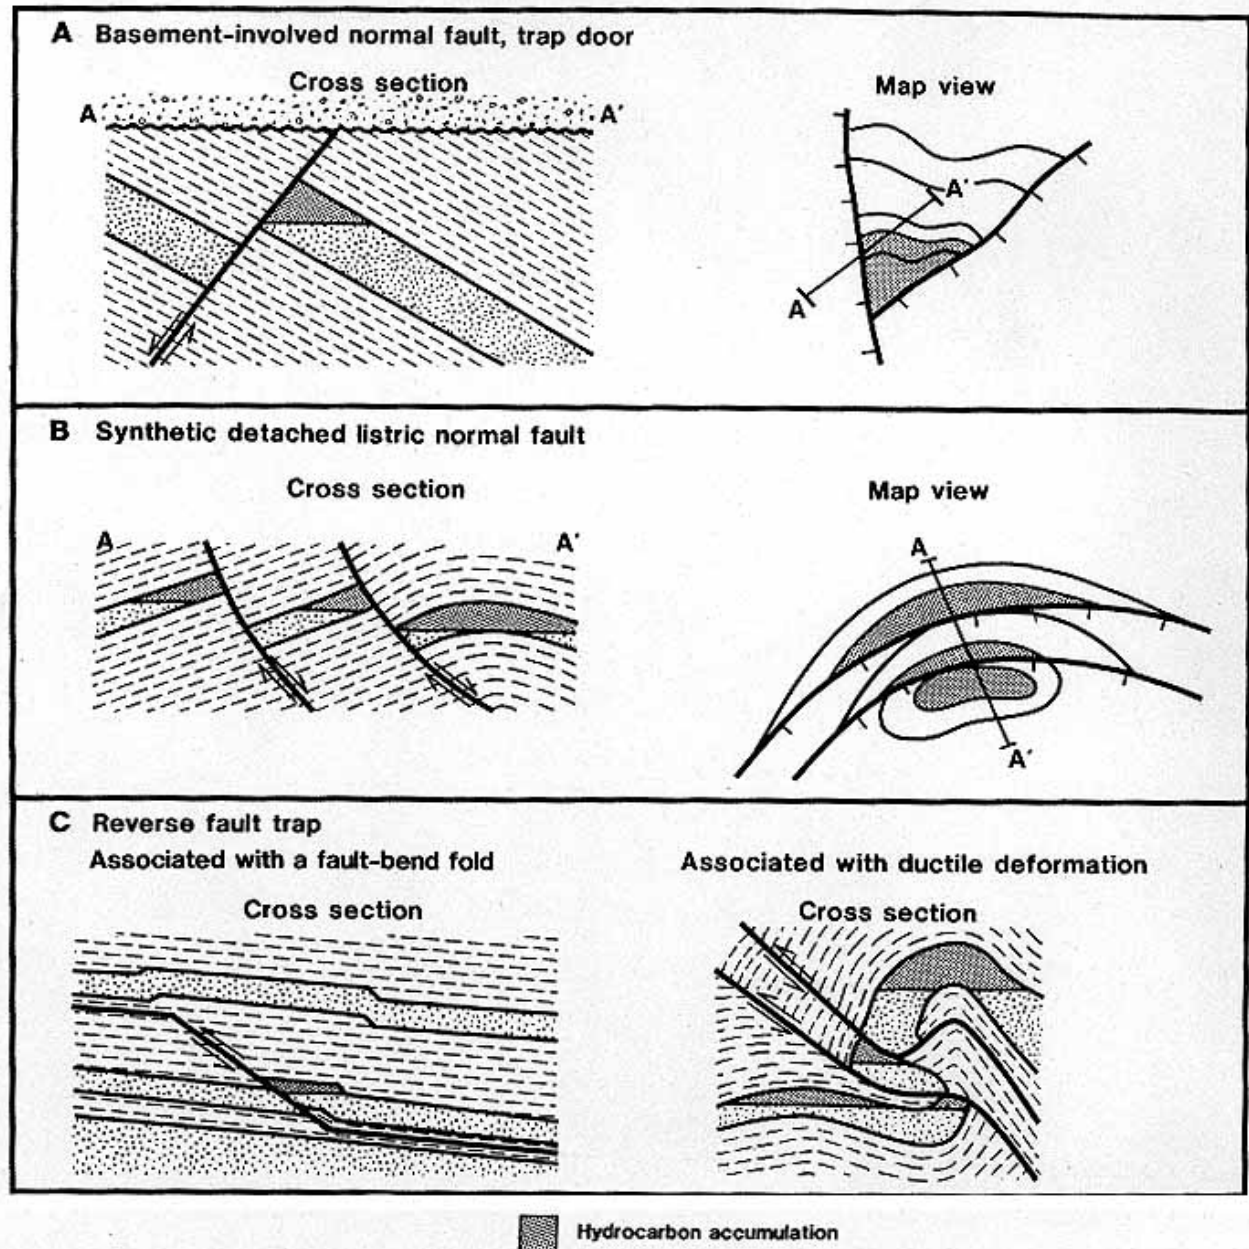 A Basement-involved normal fault, trap door
Cross section
Map view
A
A'
A'
A
B Synthetic detached listric normal fault
Cross section
Map view
A
A'
A
A'
C Reverse fault trap
Associated with a fault-bend fold
Associated with ductile deformation
Cross section
Cross section
Hydrocarbon accumulation